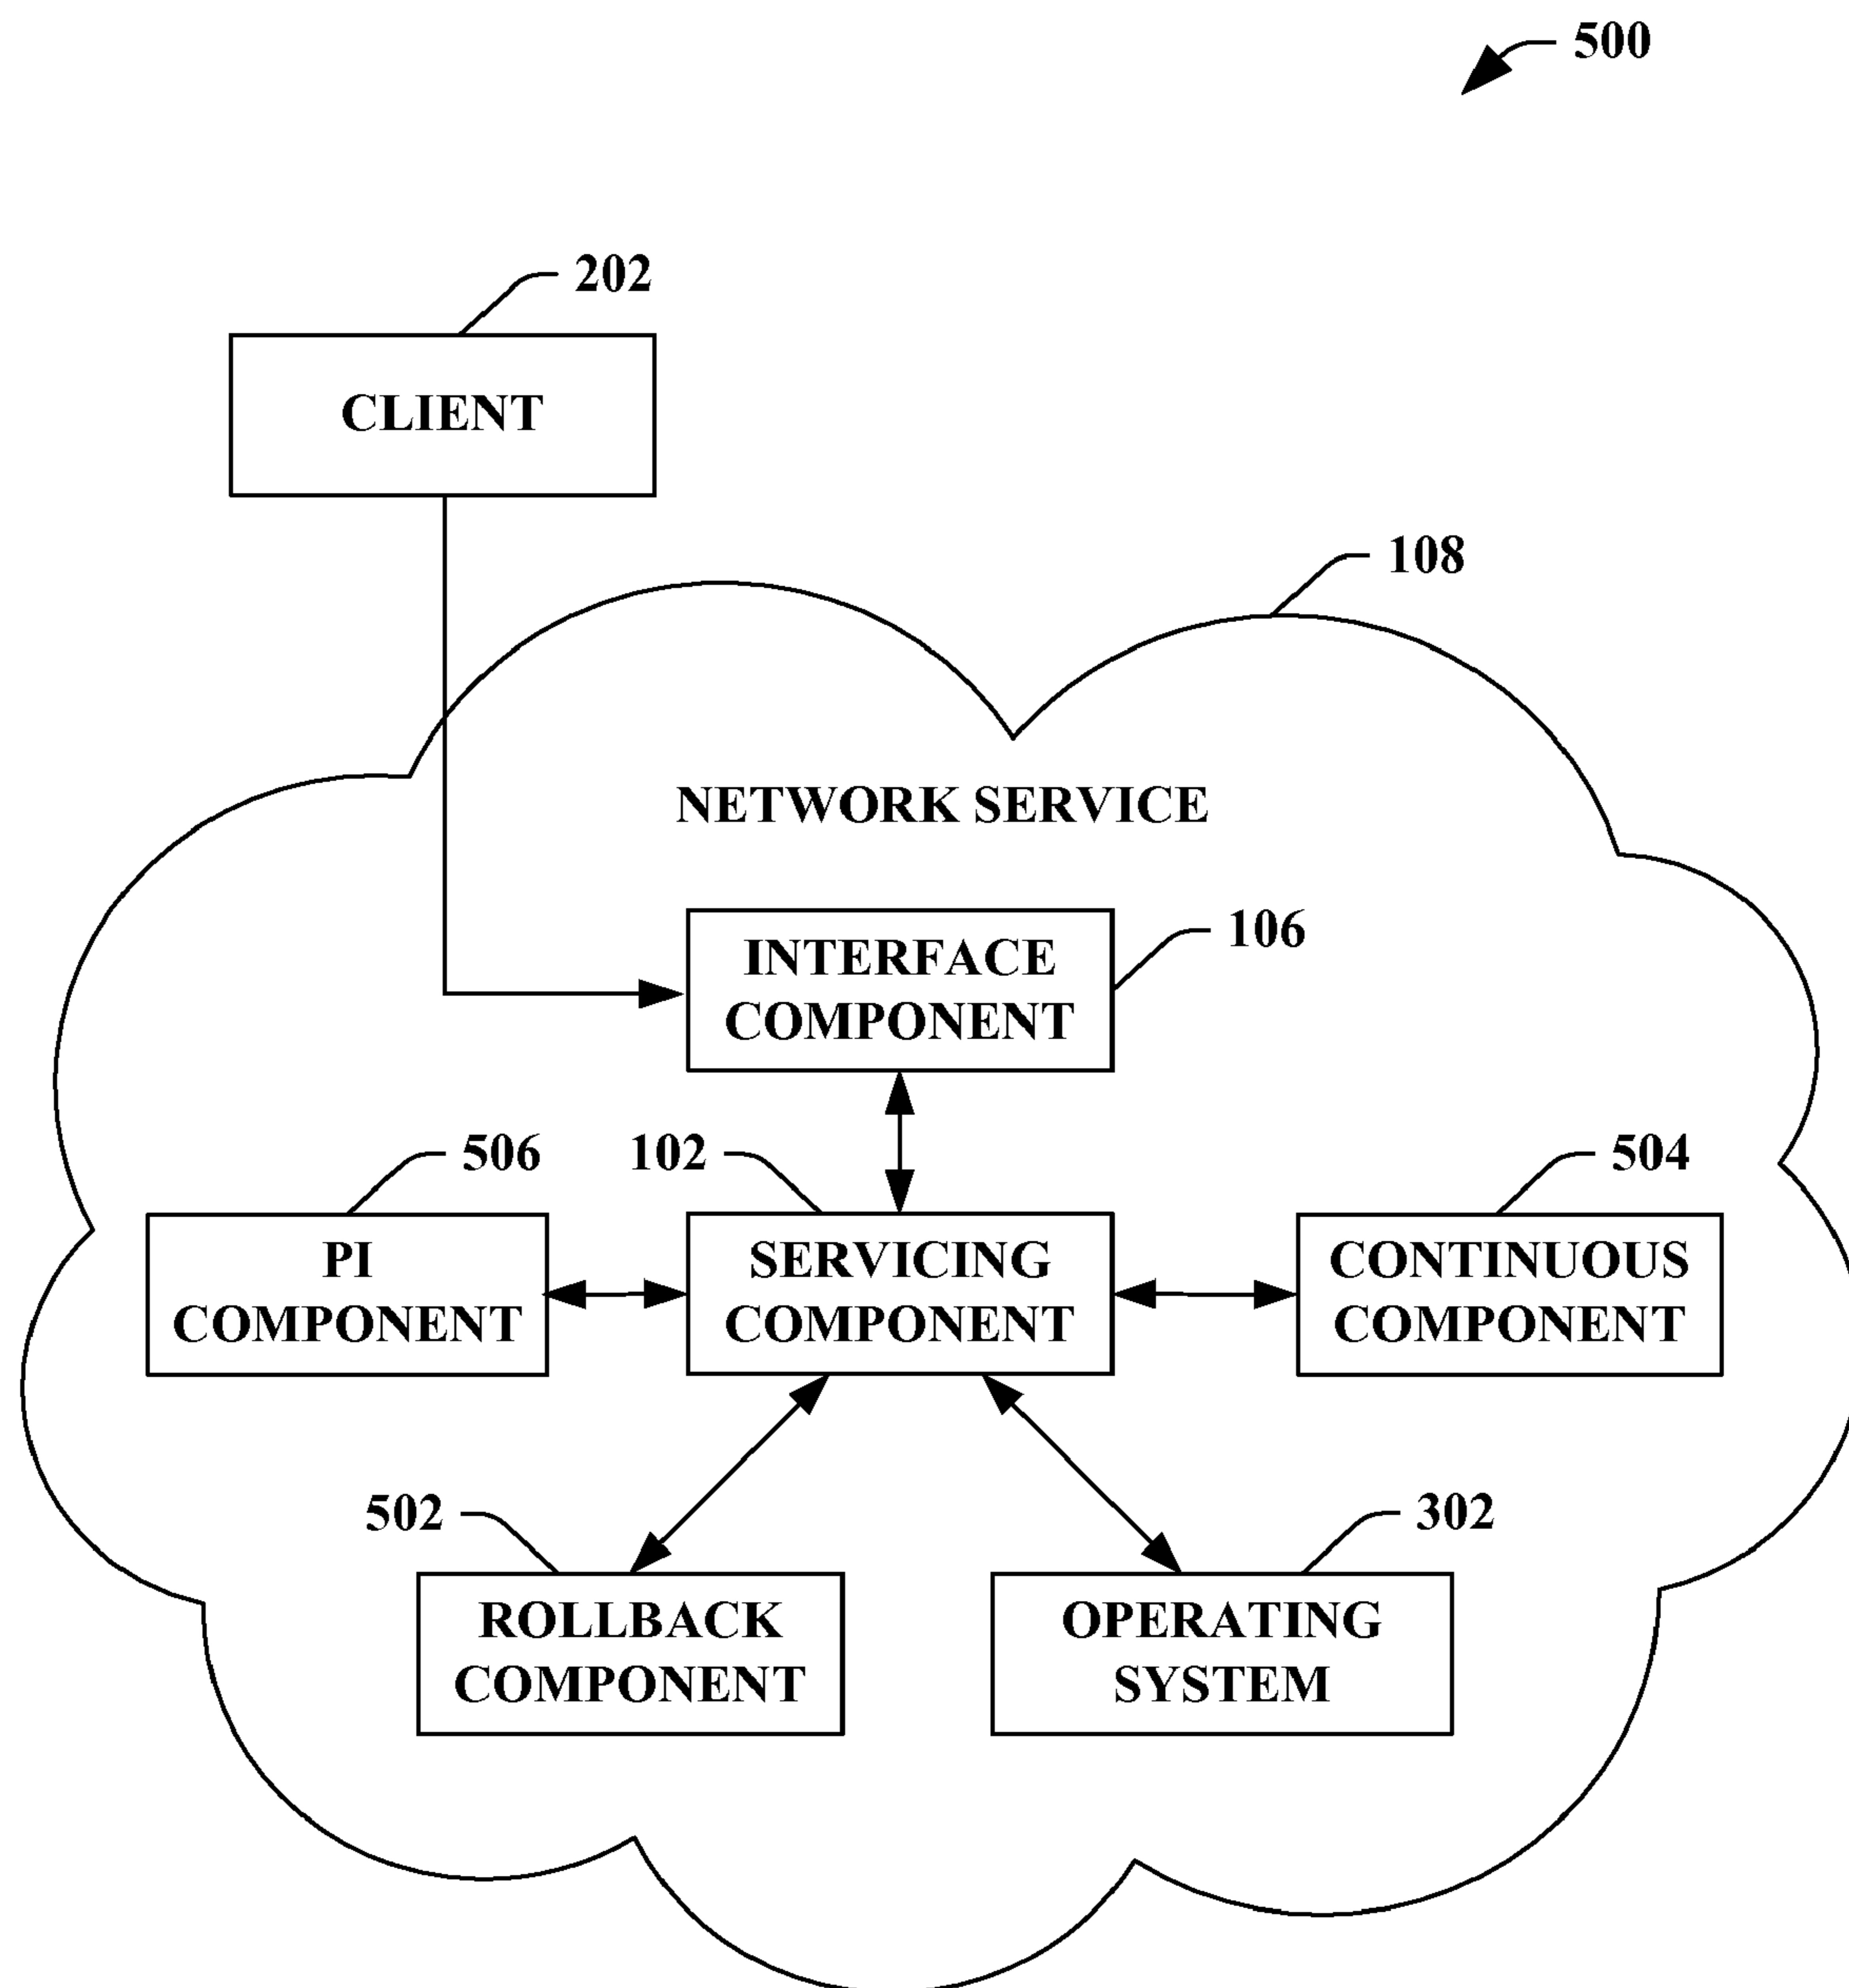 500
202
CLIENT
108
NETWORK SERVICE
INTERFACE
COMPONENT
106
506
102
504
PI
COMPONENT
SERVICING
COMPONENT
CONTINUOUS
COMPONENT
502
302
ROLLBACK
COMPONENT
OPERATING
SYSTEM